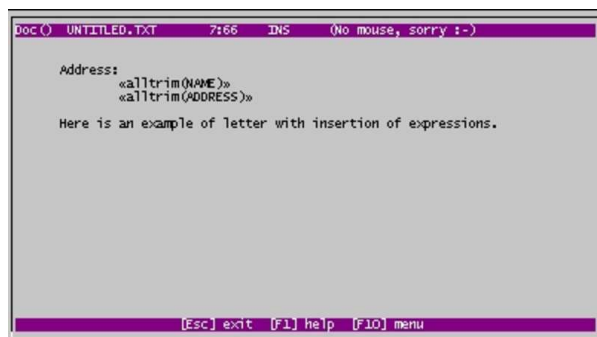 Doc() UNTITLED.TXT 7:66 INS (No mouse, sorry :-)
Address:
«alltrim(NAME)»
«alltrim(ADDRESS)»
Here is an example of letter with insertion of expressions.
[Esc] exit [F1] help [F10] menu